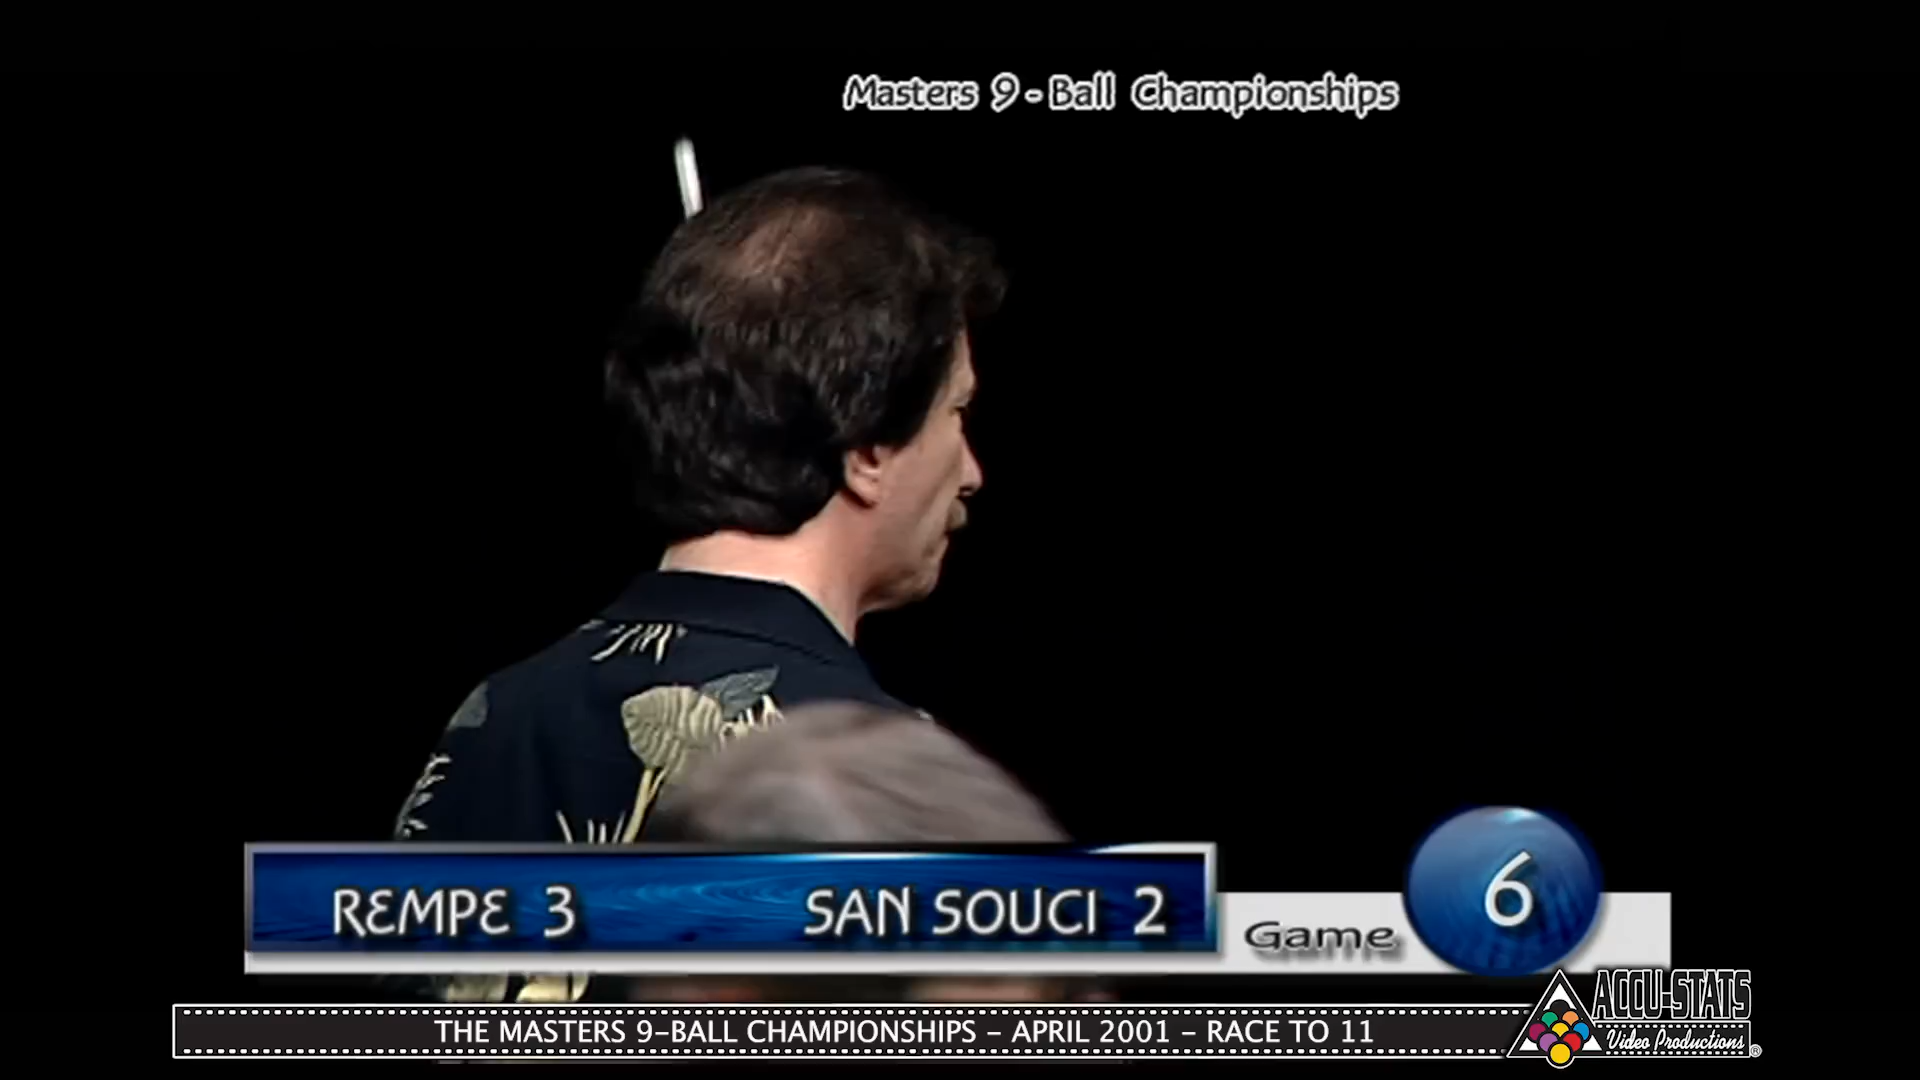 Masters 9-Ball Championships
REMPE 3 SAN SOUCI 2
Game 6
THE MASTERS 9-BALL CHAMPIONSHIPS - APRIL 2001 - RACE TO 11
ACCU-STATS
Video Productions®